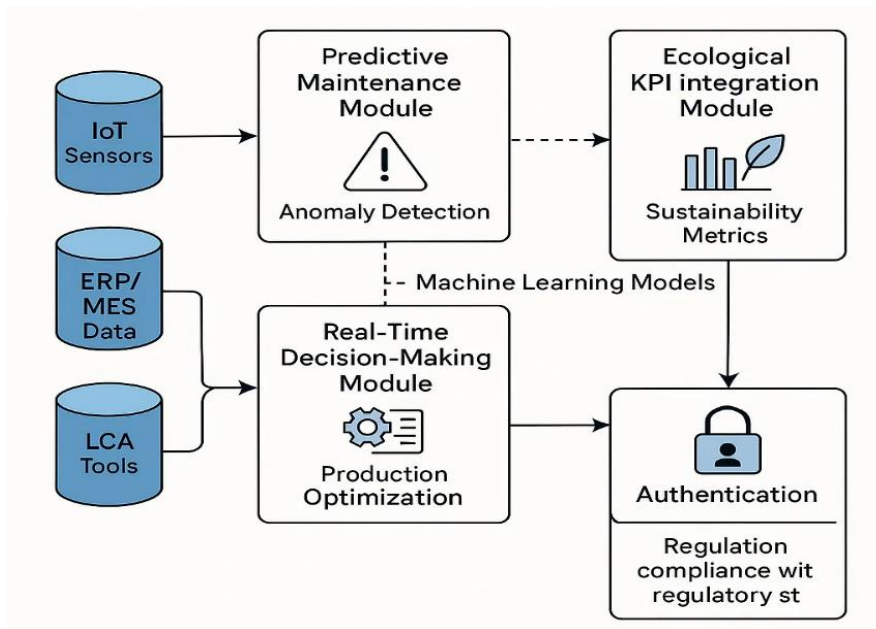 IoT
Sensors
Predictive
Maintenance
Module
Anomaly Detection
Ecological
KPI integration
Module
Sustainability
Metrics
ERP/
MES
Data
Machine Learning Models
LCA
Tools
Real-Time
Decision-Making
Module
Production
Optimization
Authentication
Regulation
compliance wit
regulatory st